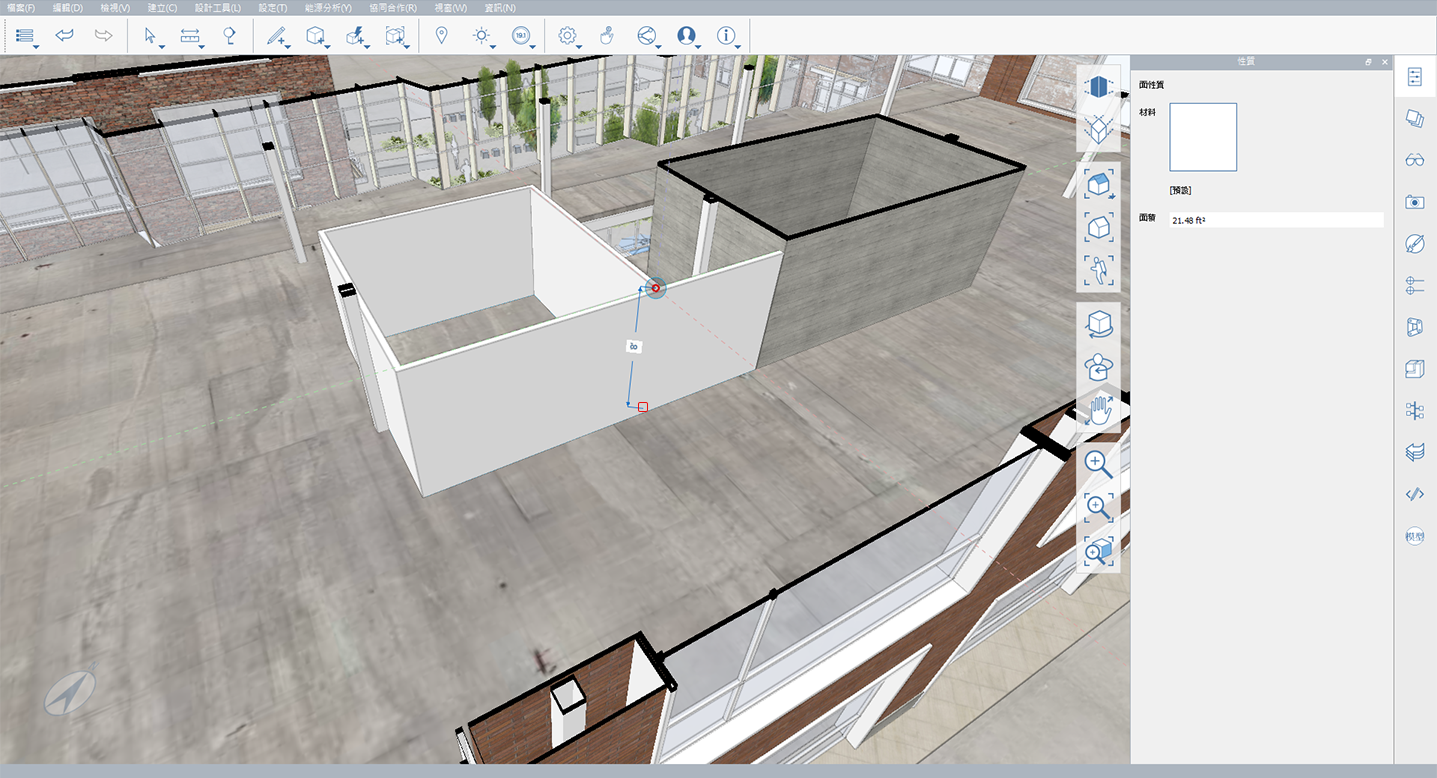 檔案(F) 編輯(D) 檢視(V) 建立(C) 設計工具(L) 設定(T) 能源分析(Y) 協同合作(R) 視窗(W) 資訊(N)
191
性質
面性質
材料
[預設]
面積 21.48 ft²
8
模型